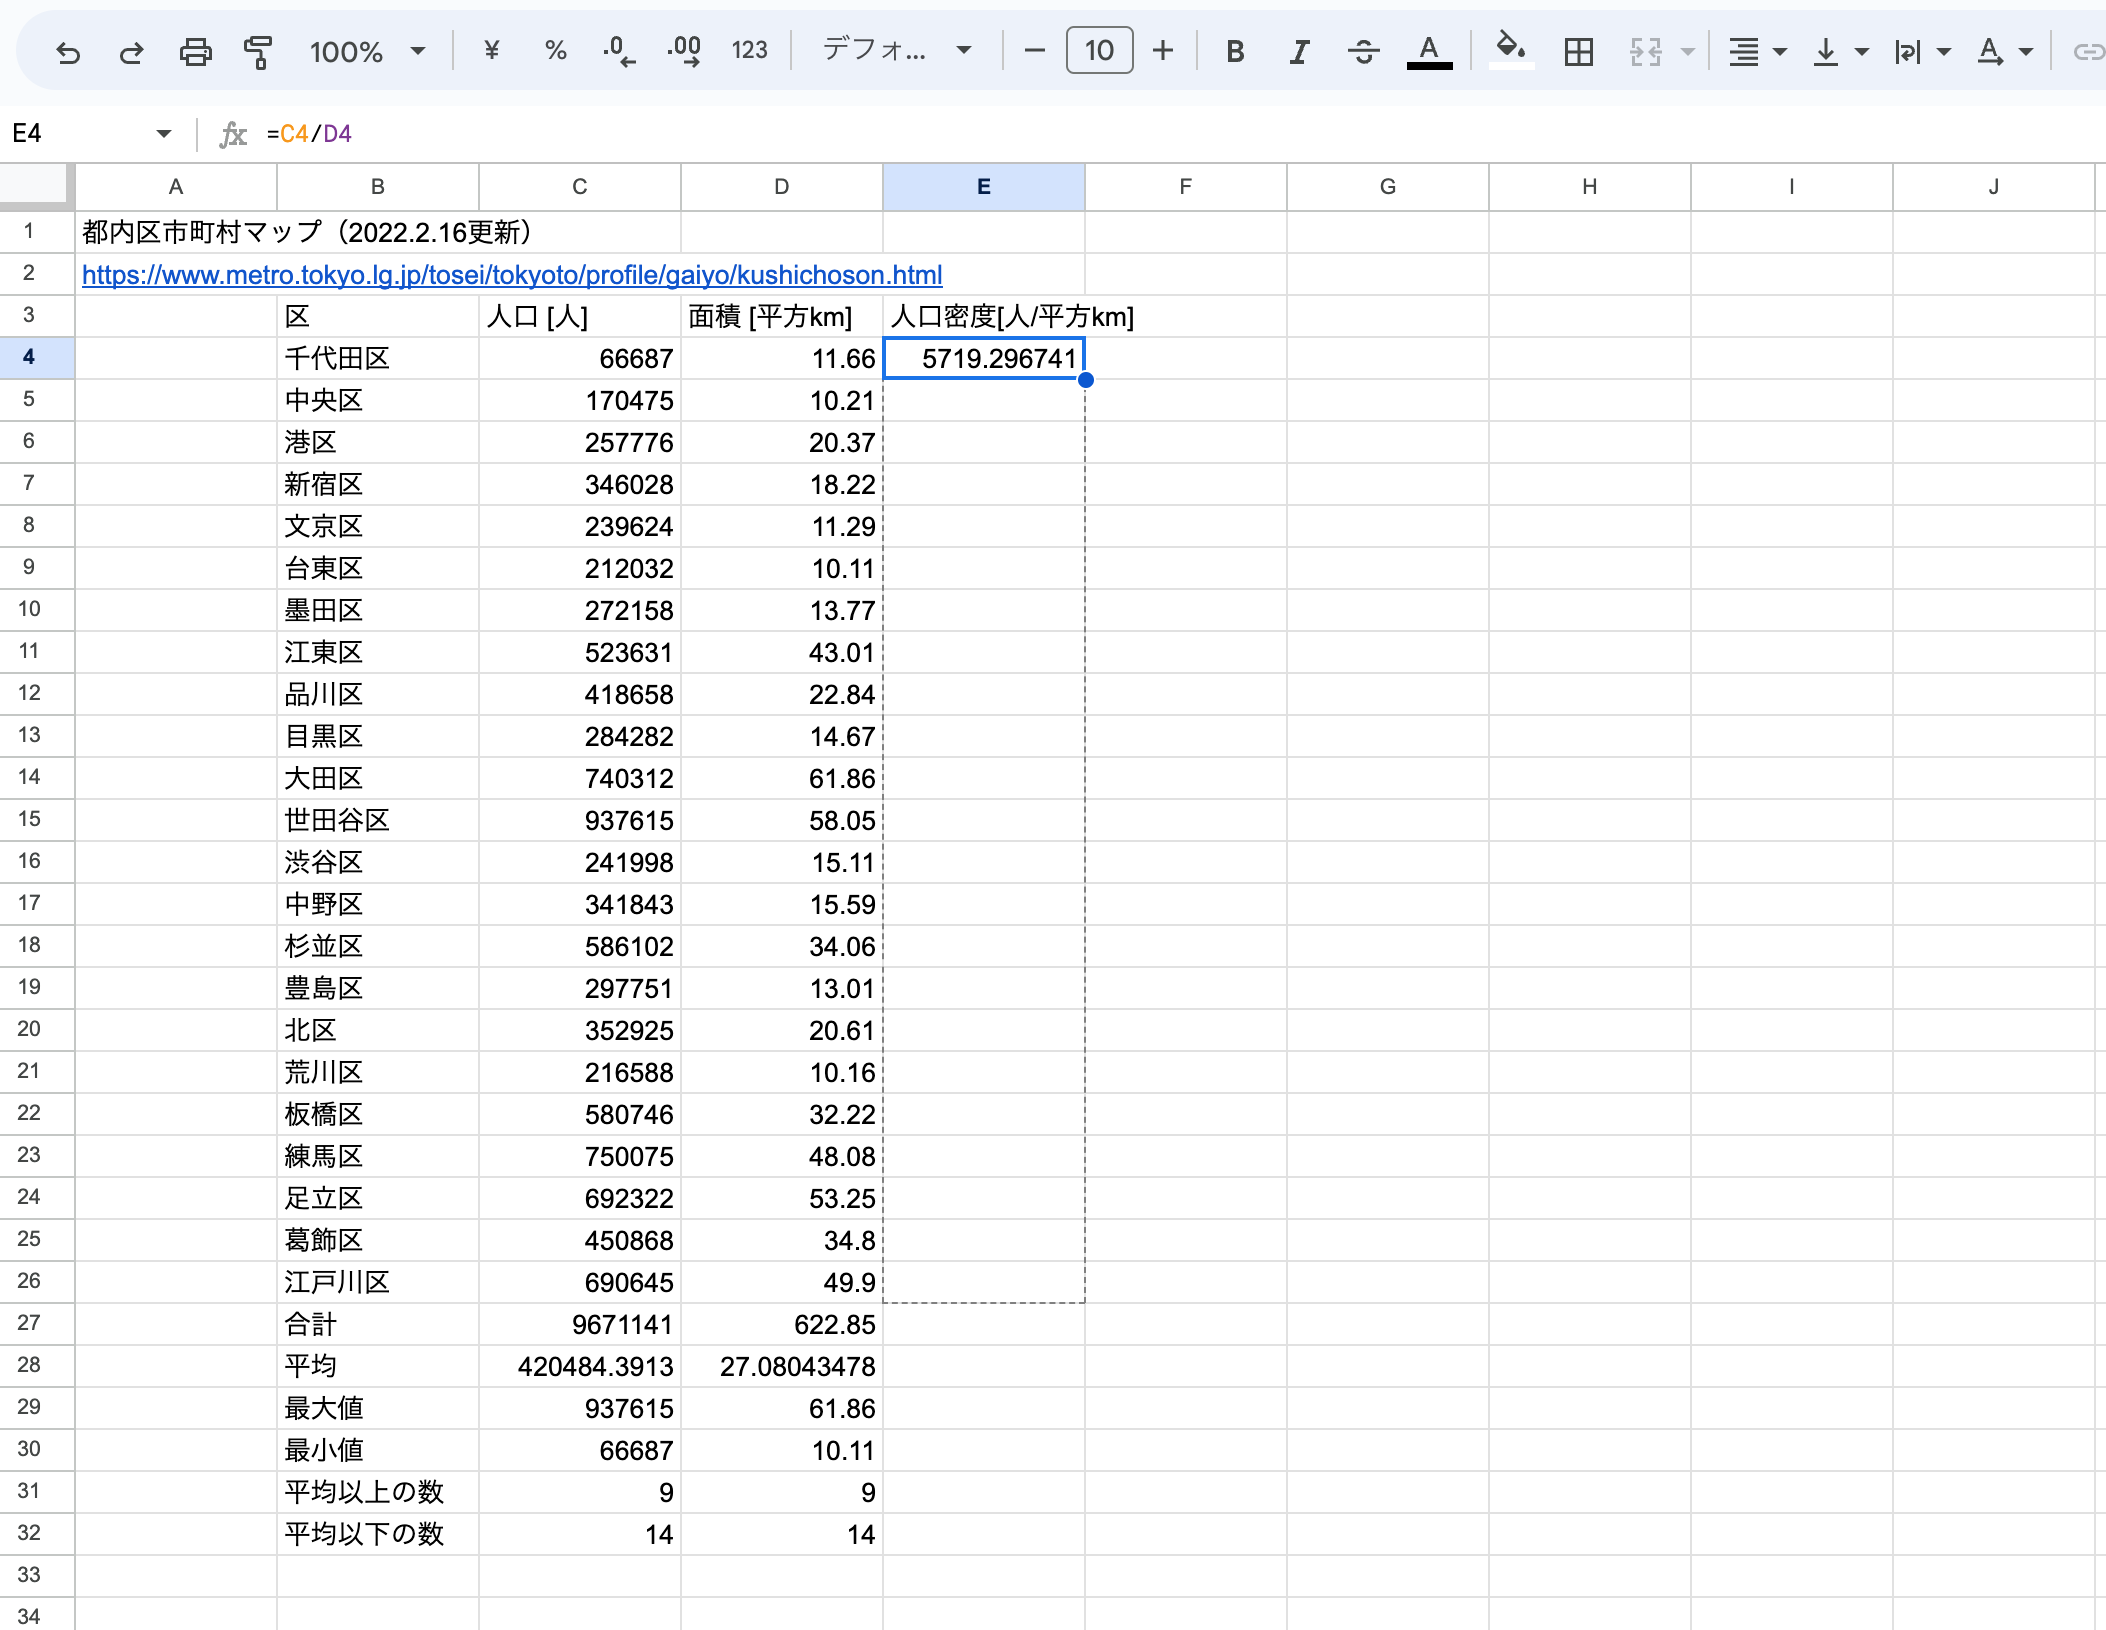 100% ¥ % .0 .00 123 デフォ... 10 B I S A A
E4 fx =C4/D4
A B C D E F G H I J
1 都内区市町村マップ（2022.2.16更新）
2 https://www.metro.tokyo.lg.jp/tosei/tokyoto/profile/gaiyo/kushichoson.html
3 区 人口 [人] 面積 [平方km] 人口密度[人/平方km]
4 千代田区 66687 11.66 5719.296741
5 中央区 170475 10.21
6 港区 257776 20.37
7 新宿区 346028 18.22
8 文京区 239624 11.29
9 台東区 212032 10.11
10 墨田区 272158 13.77
11 江東区 523631 43.01
12 品川区 418658 22.84
13 目黒区 284282 14.67
14 大田区 740312 61.86
15 世田谷区 937615 58.05
16 渋谷区 241998 15.11
17 中野区 341843 15.59
18 杉並区 586102 34.06
19 豊島区 297751 13.01
20 北区 352925 20.61
21 荒川区 216588 10.16
22 板橋区 580746 32.22
23 練馬区 750075 48.08
24 足立区 692322 53.25
25 葛飾区 450868 34.8
26 江戸川区 690645 49.9
27 合計 9671141 622.85
28 平均 420484.3913 27.08043478
29 最大値 937615 61.86
30 最小値 66687 10.11
31 平均以上の数 9 9
32 平均以下の数 14 14
33
34